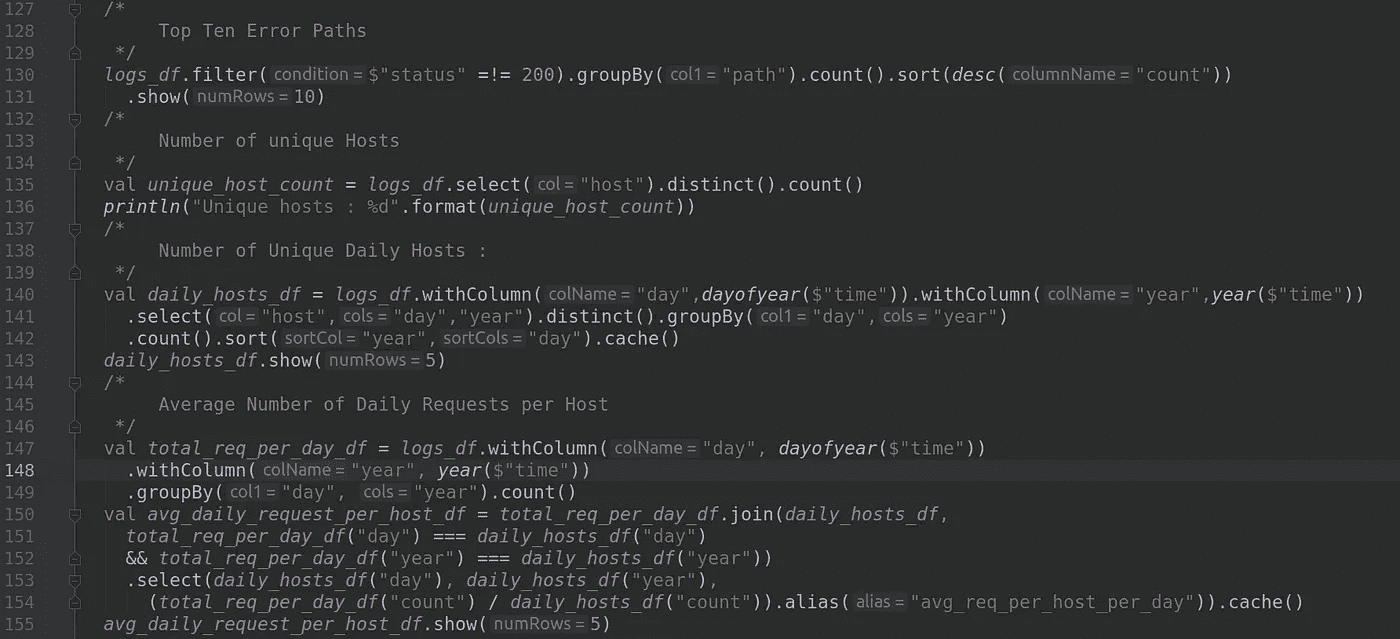 127 /*
128 Top Ten Error Paths
129 */
130 logs_df.filter( condition = $"status" =!= 200).groupBy( col1 = "path").count().sort(desc( columnName = "count"))
131 .show( numRows = 10)
132 /*
133 Number of unique Hosts
134 */
135 val unique_host_count = logs_df.select( col = "host").distinct().count()
136 println("Unique hosts : %d".format(unique_host_count))
137 /*
138 Number of Unique Daily Hosts :
139 */
140 val daily_hosts_df = logs_df.withColumn( colName = "day",dayofyear($"time")).withColumn( colName = "year",year($"time"))
141 .select( col = "host", cols = "day","year").distinct().groupBy( col1 = "day", cols = "year")
142 .count().sort( sortCol = "year", sortCols = "day").cache()
143 daily_hosts_df.show( numRows = 5)
144 /*
145 Average Number of Daily Requests per Host
146 */
147 val total_req_per_day_df = logs_df.withColumn( colName = "day", dayofyear($"time"))
148 .withColumn( colName = "year", year($"time"))
149 .groupBy( col1 = "day", cols = "year").count()
150 val avg_daily_request_per_host_df = total_req_per_day_df.join(daily_hosts_df,
151 total_req_per_day_df("day") === daily_hosts_df("day")
152 && total_req_per_day_df("year") === daily_hosts_df("year"))
153 .select(daily_hosts_df("day"), daily_hosts_df("year"),
154 (total_req_per_day_df("count") / daily_hosts_df("count")).alias( alias = "avg_req_per_host_per_day")).cache()
155 avg_daily_request_per_host_df.show( numRows = 5)